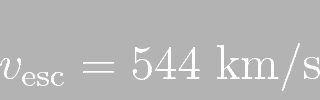 v_esc = 544 km/s